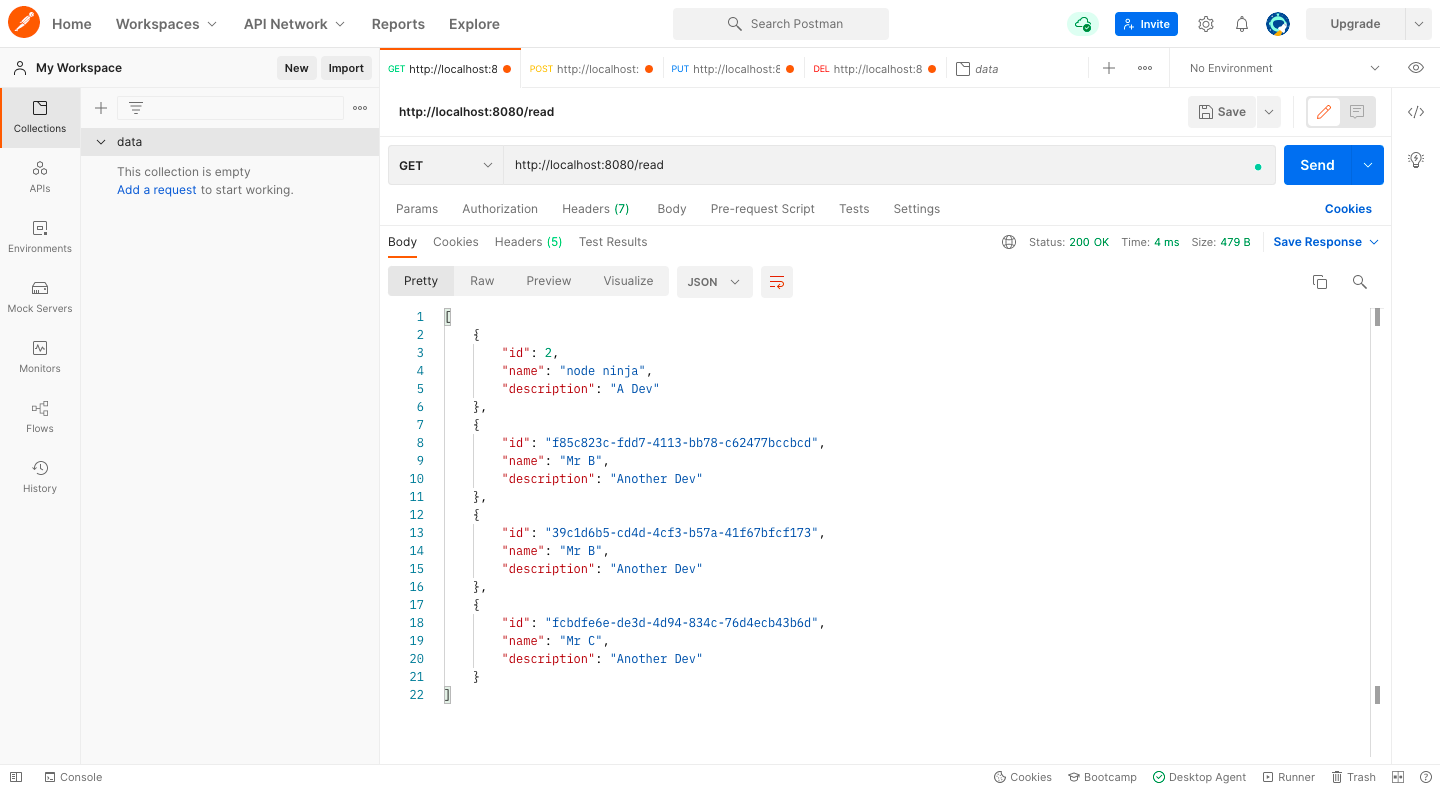 Home Workspaces API Network Reports Explore Search Postman Invite Upgrade
My Workspace New Import
GET http://localhost:8 POST http://localhost: PUT http://localhost:8 DEL http://localhost:8 data No Environment
Collections
APIs
Environments
Mock Servers
Monitors
Flows
History
data
This collection is empty
Add a request to start working.
http://localhost:8080/read Save
GET http://localhost:8080/read Send
Params Authorization Headers (7) Body Pre-request Script Tests Settings Cookies
Body Cookies Headers (5) Test Results Status: 200 OK Time: 4 ms Size: 479 B Save Response
Pretty Raw Preview Visualize JSON
1 [
2 {
3 "id": 2,
4 "name": "node ninja",
5 "description": "A Dev"
6 },
7 {
8 "id": "f85c823c-fdd7-4113-bb78-c62477bccbcd",
9 "name": "Mr B",
10 "description": "Another Dev"
11 },
12 {
13 "id": "39c1d6b5-cd4d-4cf3-b57a-41f67bfcf173",
14 "name": "Mr B",
15 "description": "Another Dev"
16 },
17 {
18 "id": "fcbdfe6e-de3d-4d94-834c-76d4ecb43b6d",
19 "name": "Mr C",
20 "description": "Another Dev"
21 }
22 ]
Console Cookies Bootcamp Desktop Agent Runner Trash